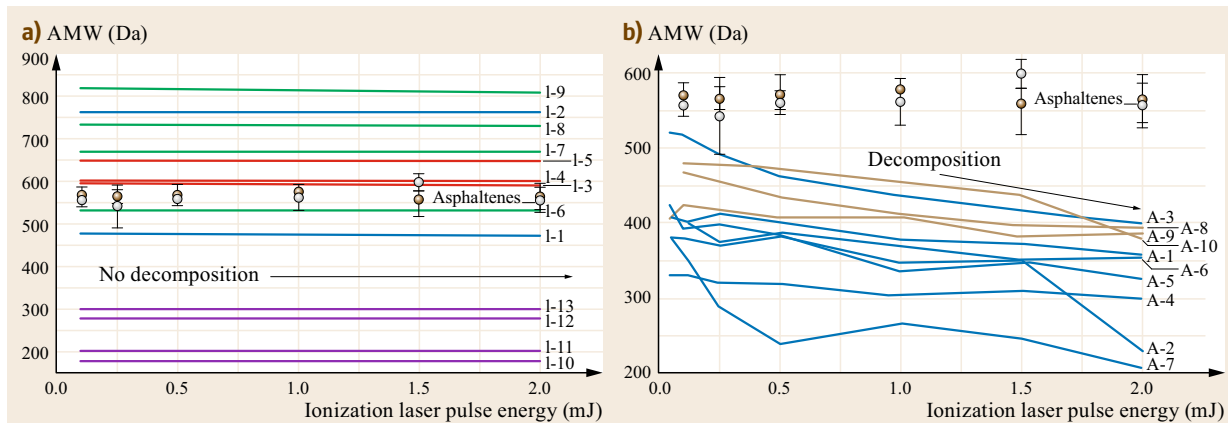 a) AMW (Da)
900
800
700
600
500
400
300
200
l-9
l-2
l-8
l-7
l-5
l-4
l-3
Asphaltenes
l-6
l-1
No decomposition
l-13
l-12
l-11
l-10
0.0 0.5 1.0 1.5 2.0
Ionization laser pulse energy (mJ)
b) AMW (Da)
600
500
400
300
200
Asphaltenes
Decomposition
A-3
A-8
A-9
A-10
A-1
A-6
A-5
A-4
A-2
A-7
0.0 0.5 1.0 1.5 2.0
Ionization laser pulse energy (mJ)